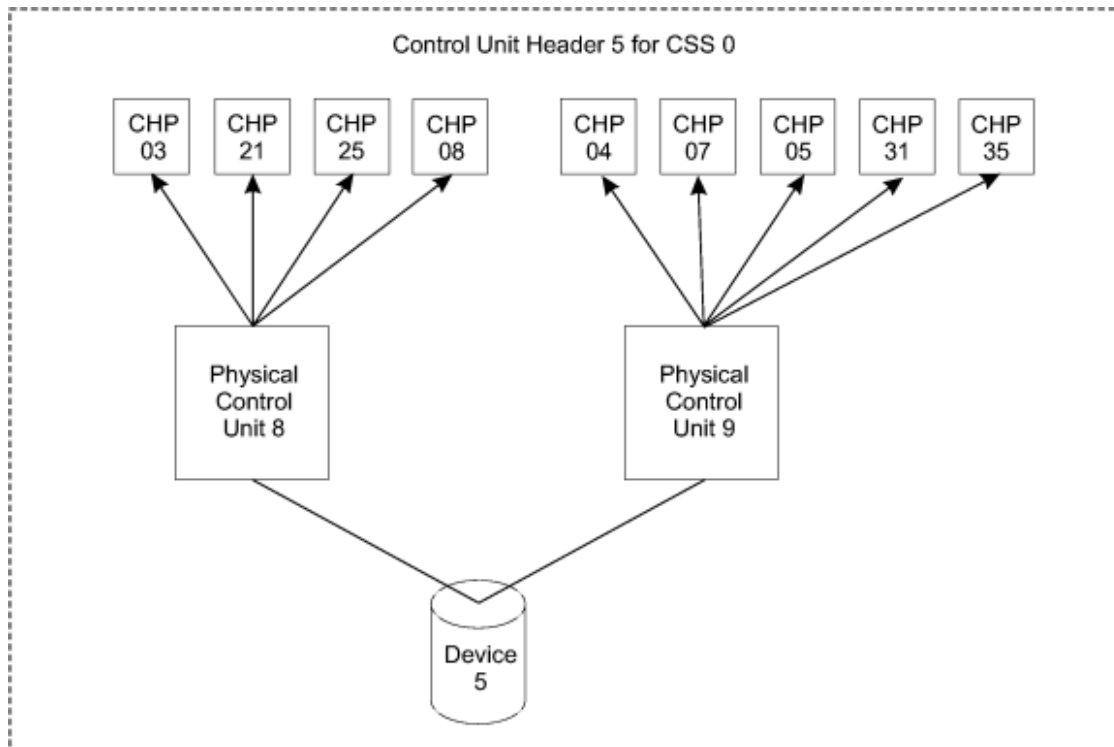 Control Unit Header 5 for CSS 0
CHP
03
CHP
21
CHP
25
CHP
08
CHP
04
CHP
07
CHP
05
CHP
31
CHP
35
Physical
Control
Unit 8
Physical
Control
Unit 9
Device
5